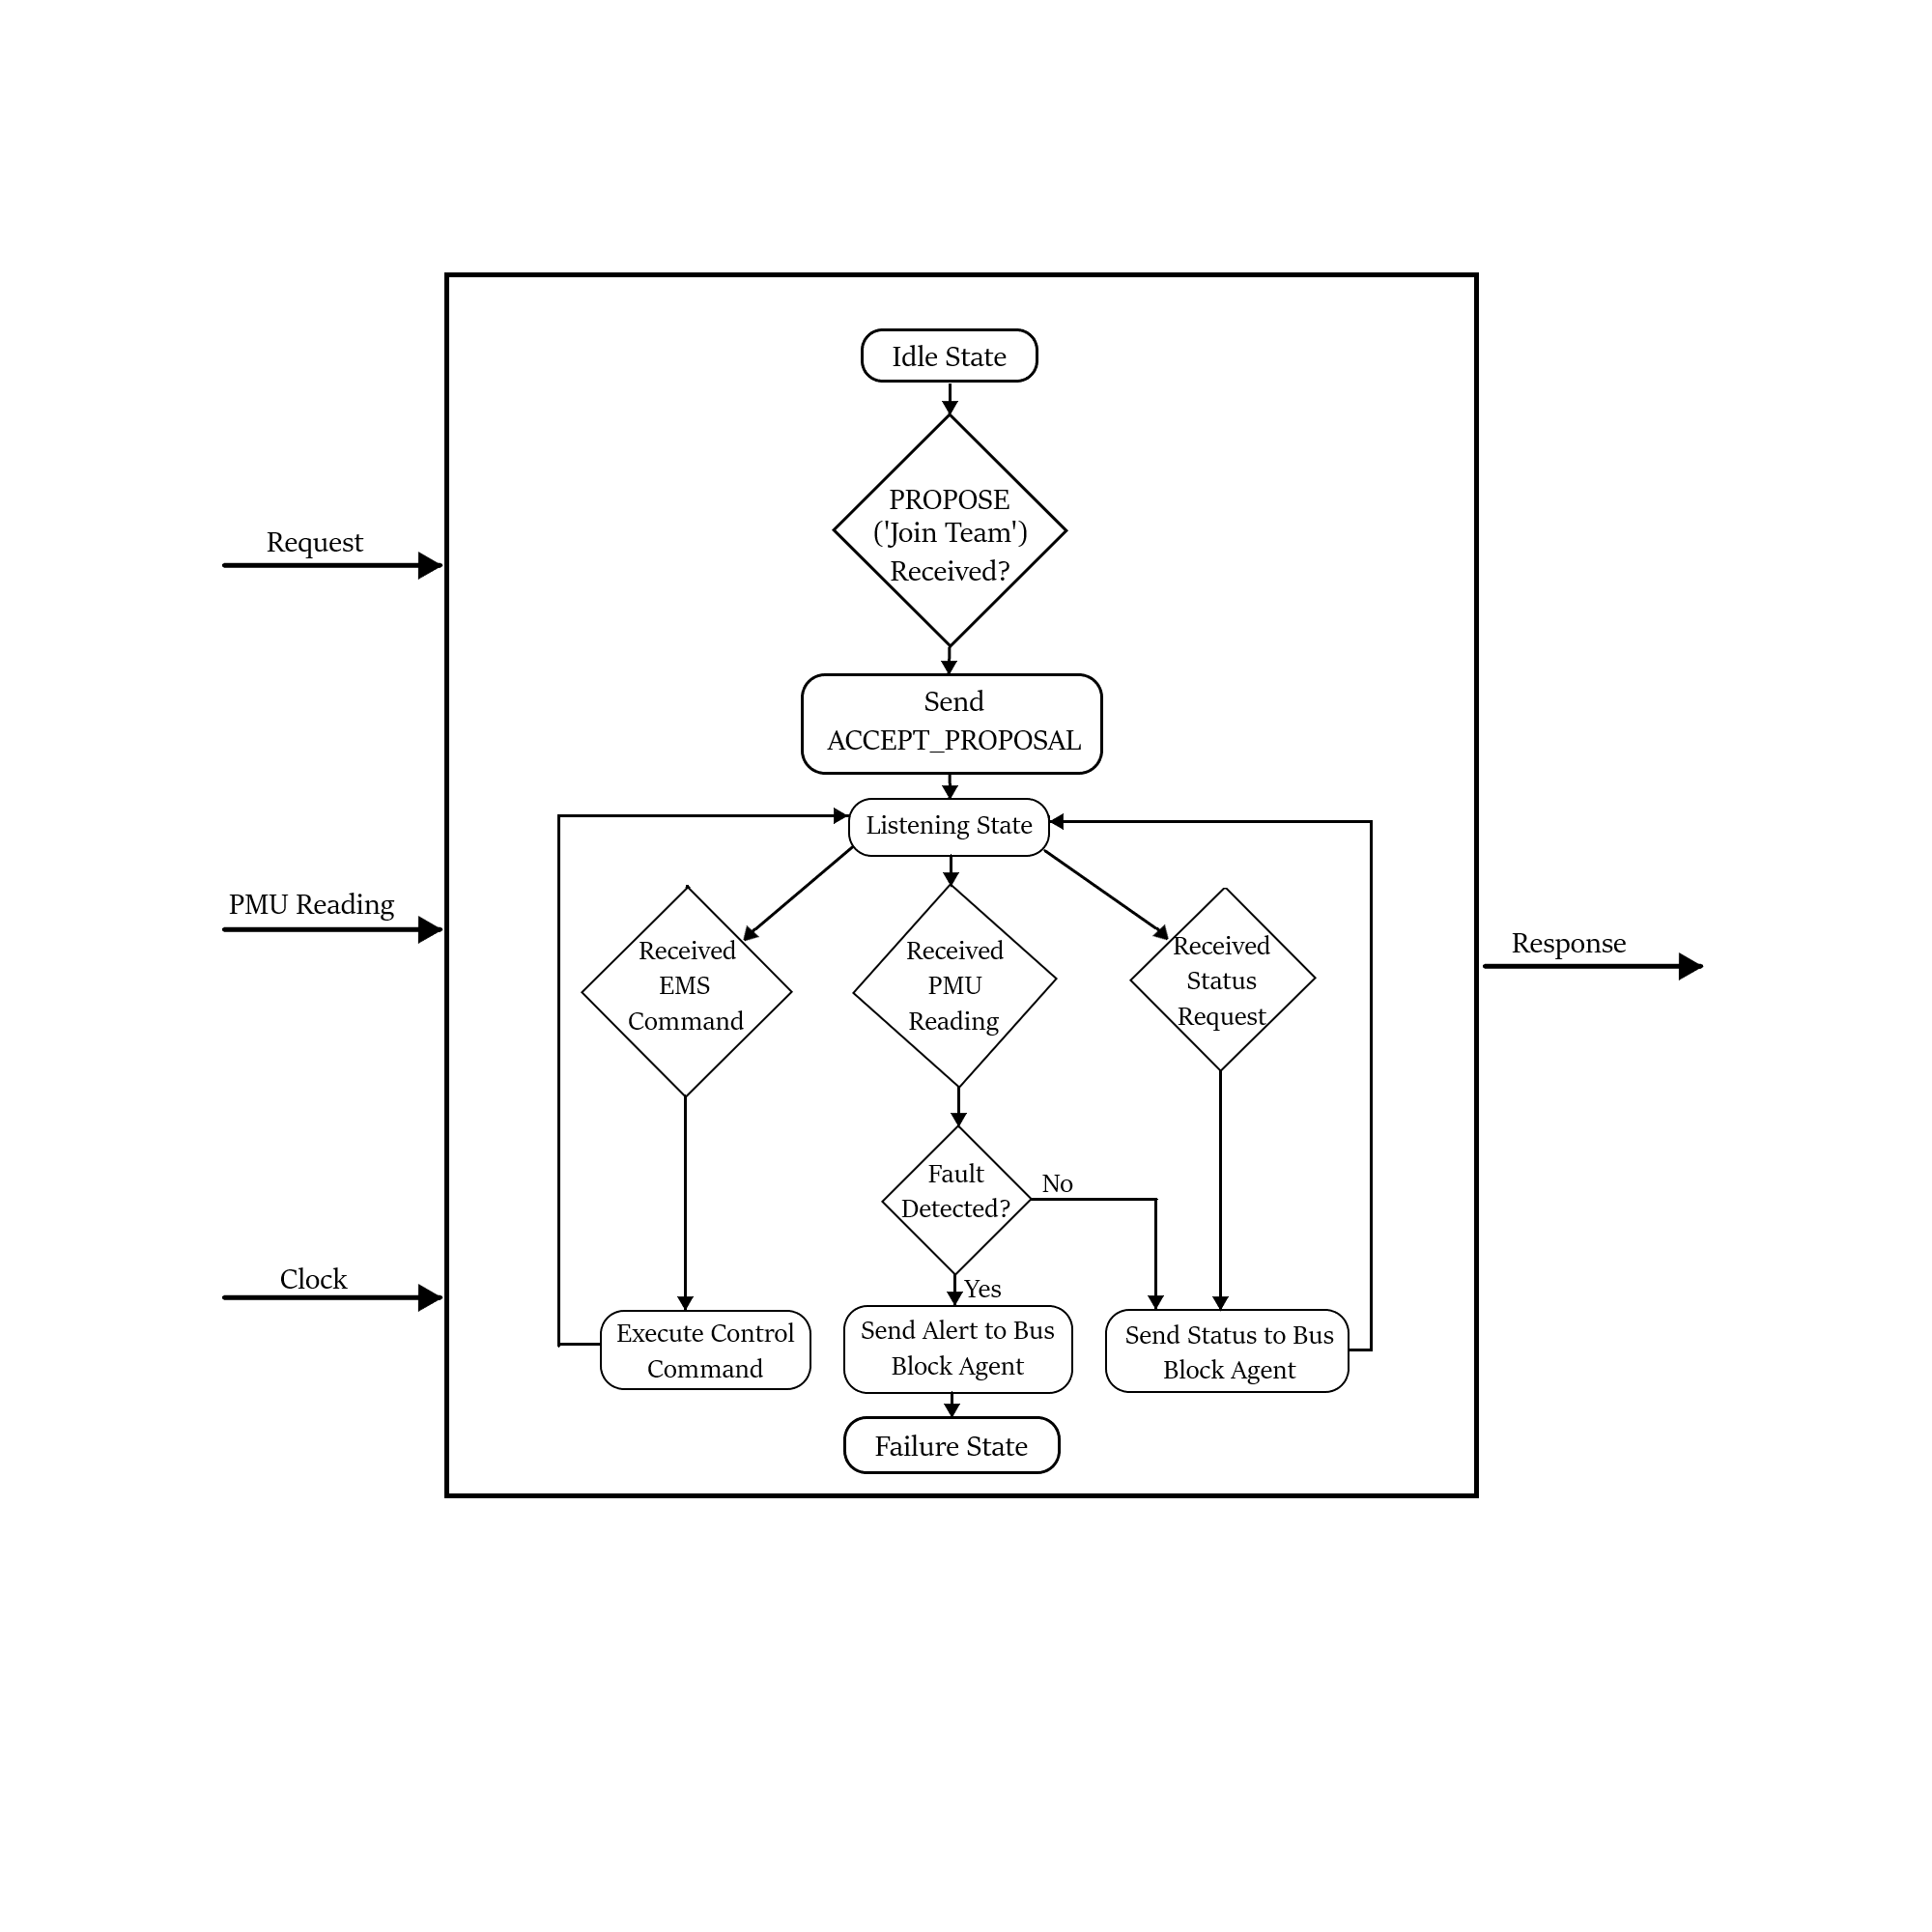 Idle State
PROPOSE
('Join Team')
Received?
Request
Send
ACCEPT_PROPOSAL
Listening State
PMU Reading
Response
Received
EMS
Command
Received
PMU
Reading
Received
Status
Request
Fault
Detected?
No
Yes
Clock
Execute Control
Command
Send Alert to Bus
Block Agent
Send Status to Bus
Block Agent
Failure State